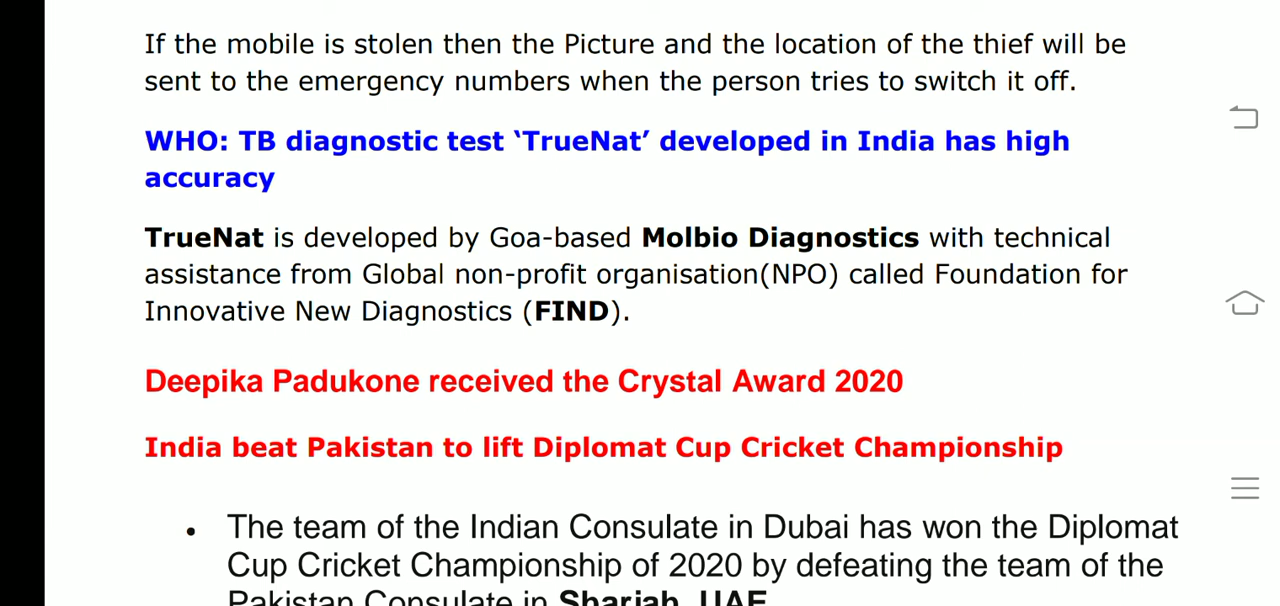 If the mobile is stolen then the Picture and the location of the thief will be
sent to the emergency numbers when the person tries to switch it off.
WHO: TB diagnostic test ‘TrueNat’ developed in India has high
accuracy
TrueNat is developed by Goa-based Molbio Diagnostics with technical
assistance from Global non-profit organisation(NPO) called Foundation for
Innovative New Diagnostics (FIND).
Deepika Padukone received the Crystal Award 2020
India beat Pakistan to lift Diplomat Cup Cricket Championship
• The team of the Indian Consulate in Dubai has won the Diplomat
Cup Cricket Championship of 2020 by defeating the team of the
Pakistan Consulate in Sharjah, UAE